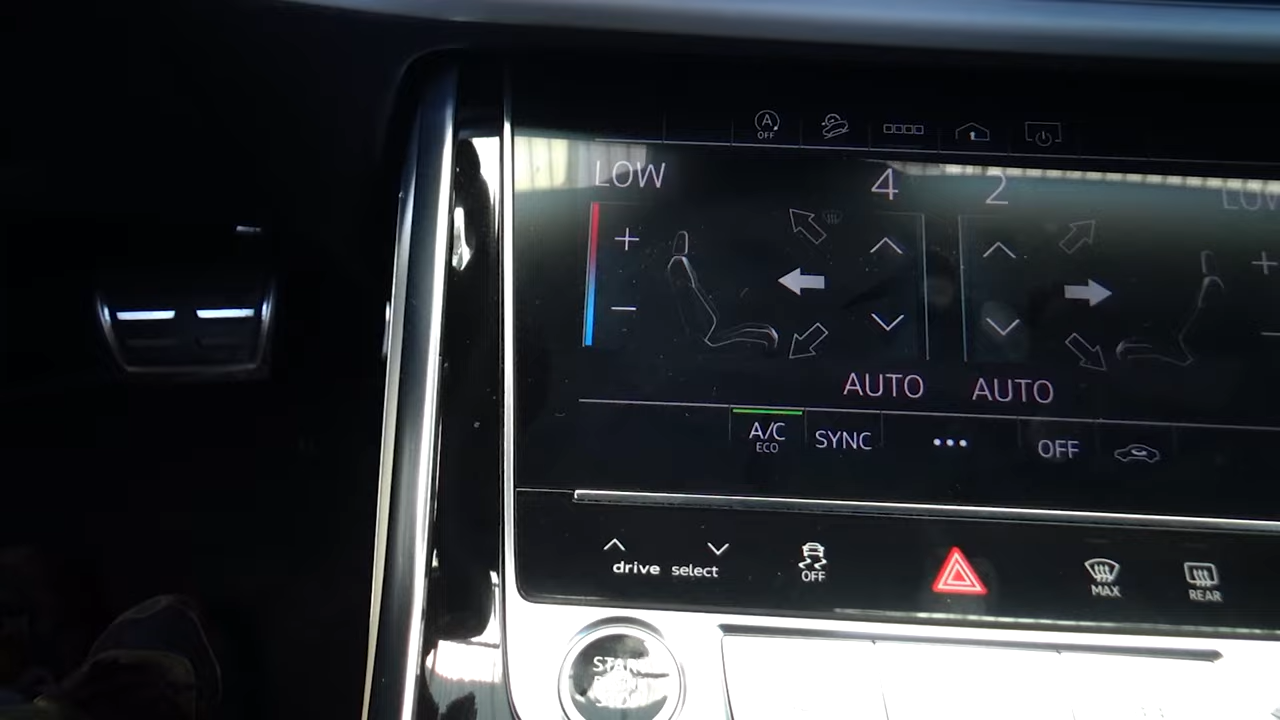 A
OFF
LOW
4
2
LOW
AUTO
AUTO
A/C
ECO
SYNC
OFF
drive select
OFF
MAX
REAR
START